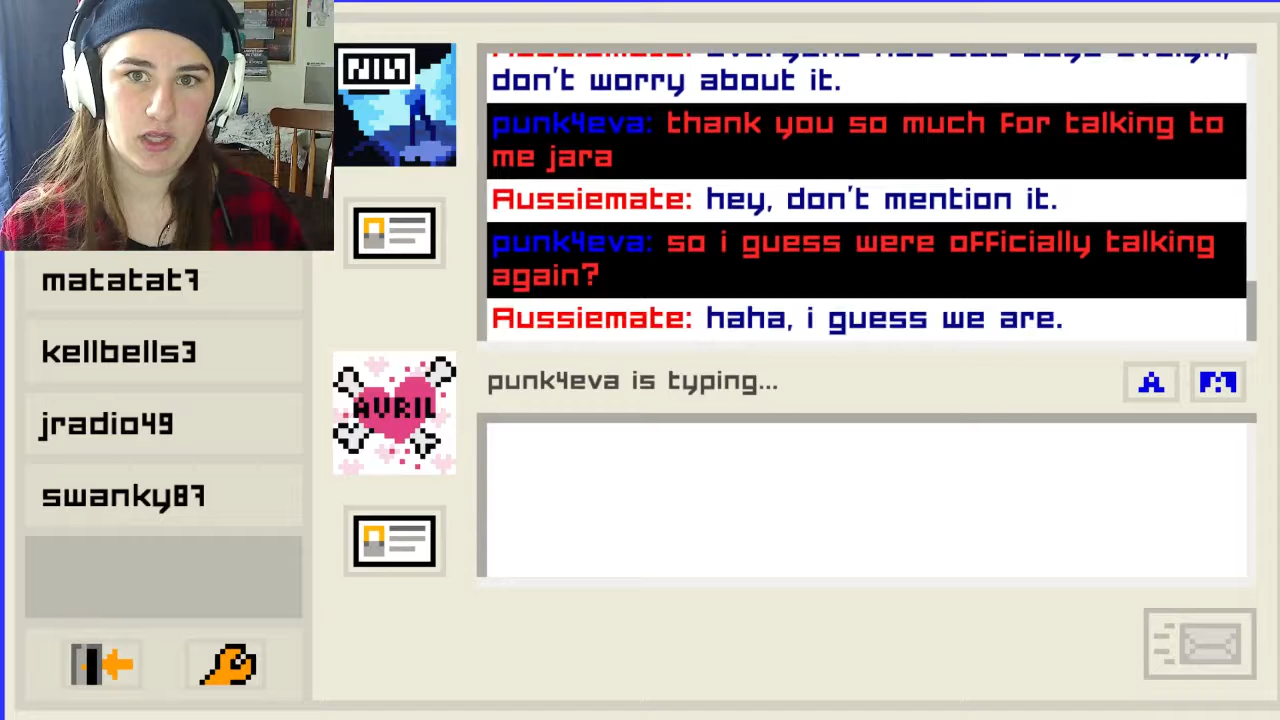 don't worry about it.
punk4eva: thank you so much for talking to
me jara
Aussiemate: hey, don't mention it.
punk4eva: so i guess were officially talking
again?
Aussiemate: haha, i guess we are.
punk4eva is typing...
A
matatat7
kellbells3
jradio49
swanky87
AVRIL